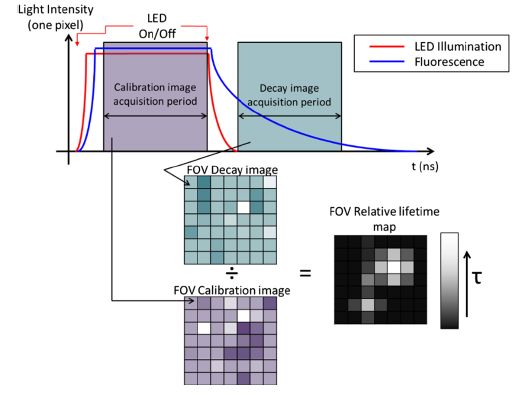 Light Intensity
(one pixel)
LED
On/Off
LED Illumination
Fluorescence
Calibration image
acquisition period
Decay image
acquisition period
t (ns)
FOV Decay image
÷
FOV Calibration image
=
FOV Relative lifetime
map
τ